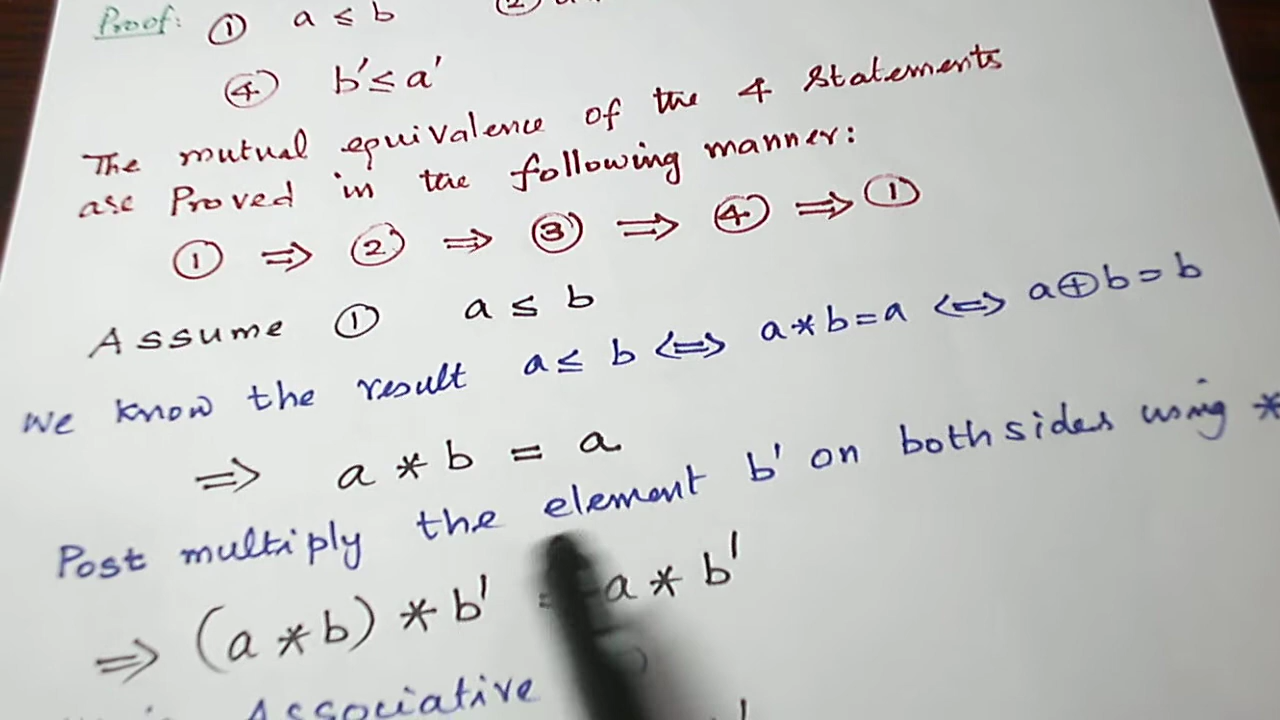 Proof: ① a ≤ b ②
④ b' ≤ a'
The mutual equivalence of the 4 statements
are Proved in the following manner:
① ⇒ ② ⇒ ③ ⇒ ④ ⇒ ①
Assume ① a ≤ b
We know the result a ≤ b ⇔ a * b = a ⇔ a ⊕ b = b
⇒ a * b = a
Post multiply the element b' on both sides using *
⇒ (a * b) * b' = a * b'
Associative